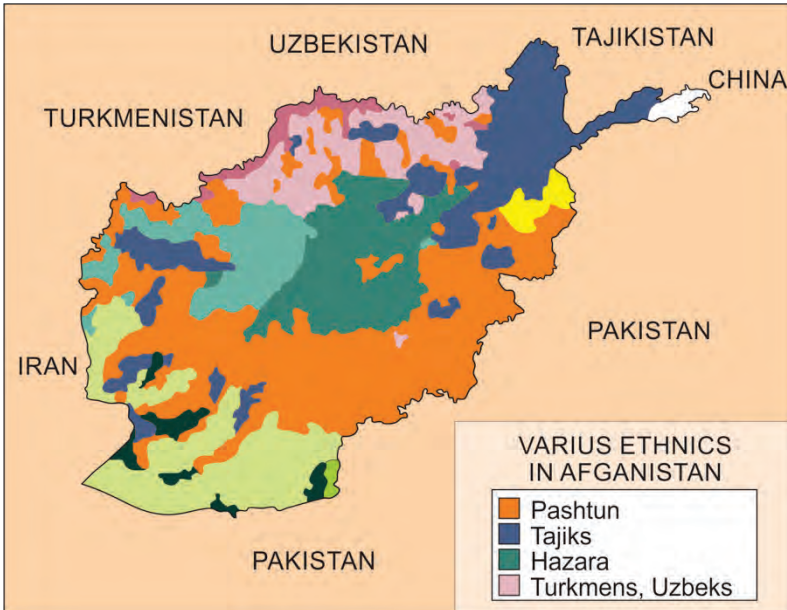 UZBEKISTAN
TAJIKISTAN
CHINA
TURKMENISTAN
PAKISTAN
IRAN
PAKISTAN
VARIUS ETHNICS
IN AFGANISTAN
Pashtun
Tajiks
Hazara
Turkmens, Uzbeks